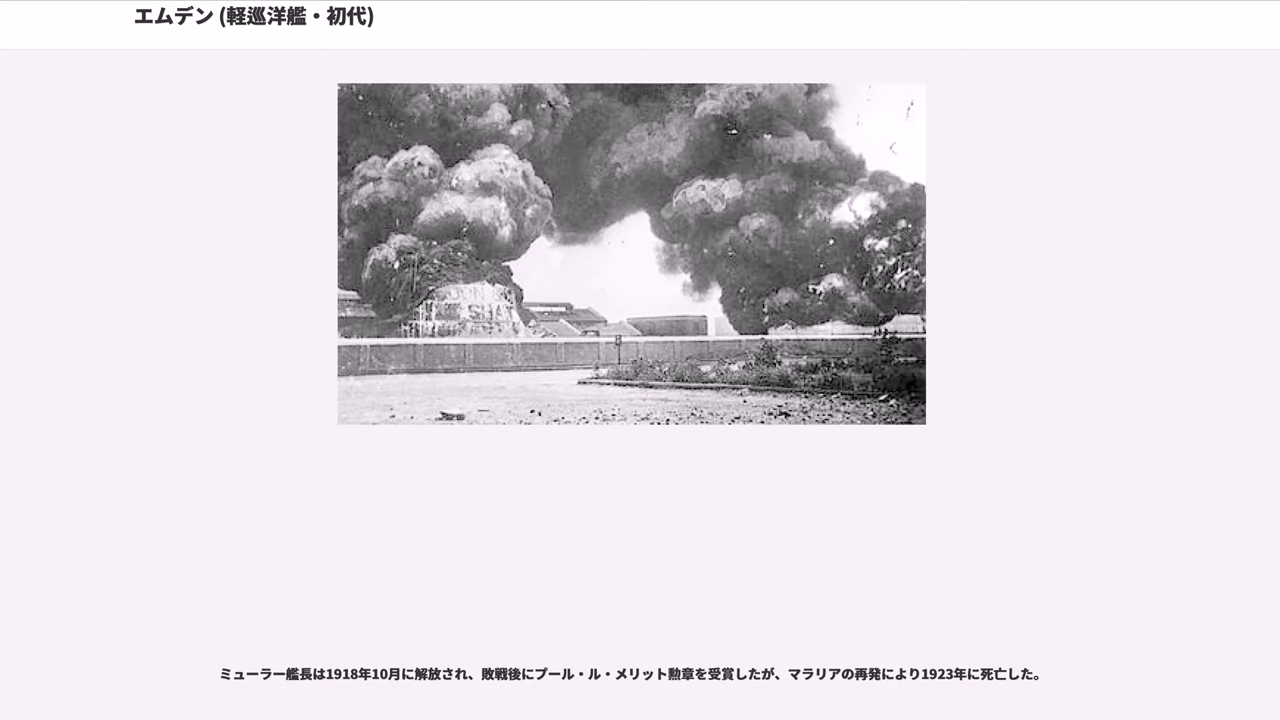 エムデン (軽巡洋艦・初代)
ミューラー艦長は1918年10月に解放され、敗戦後にプール・ル・メリット勲章を受賞したが、マラリアの再発により1923年に死亡した。